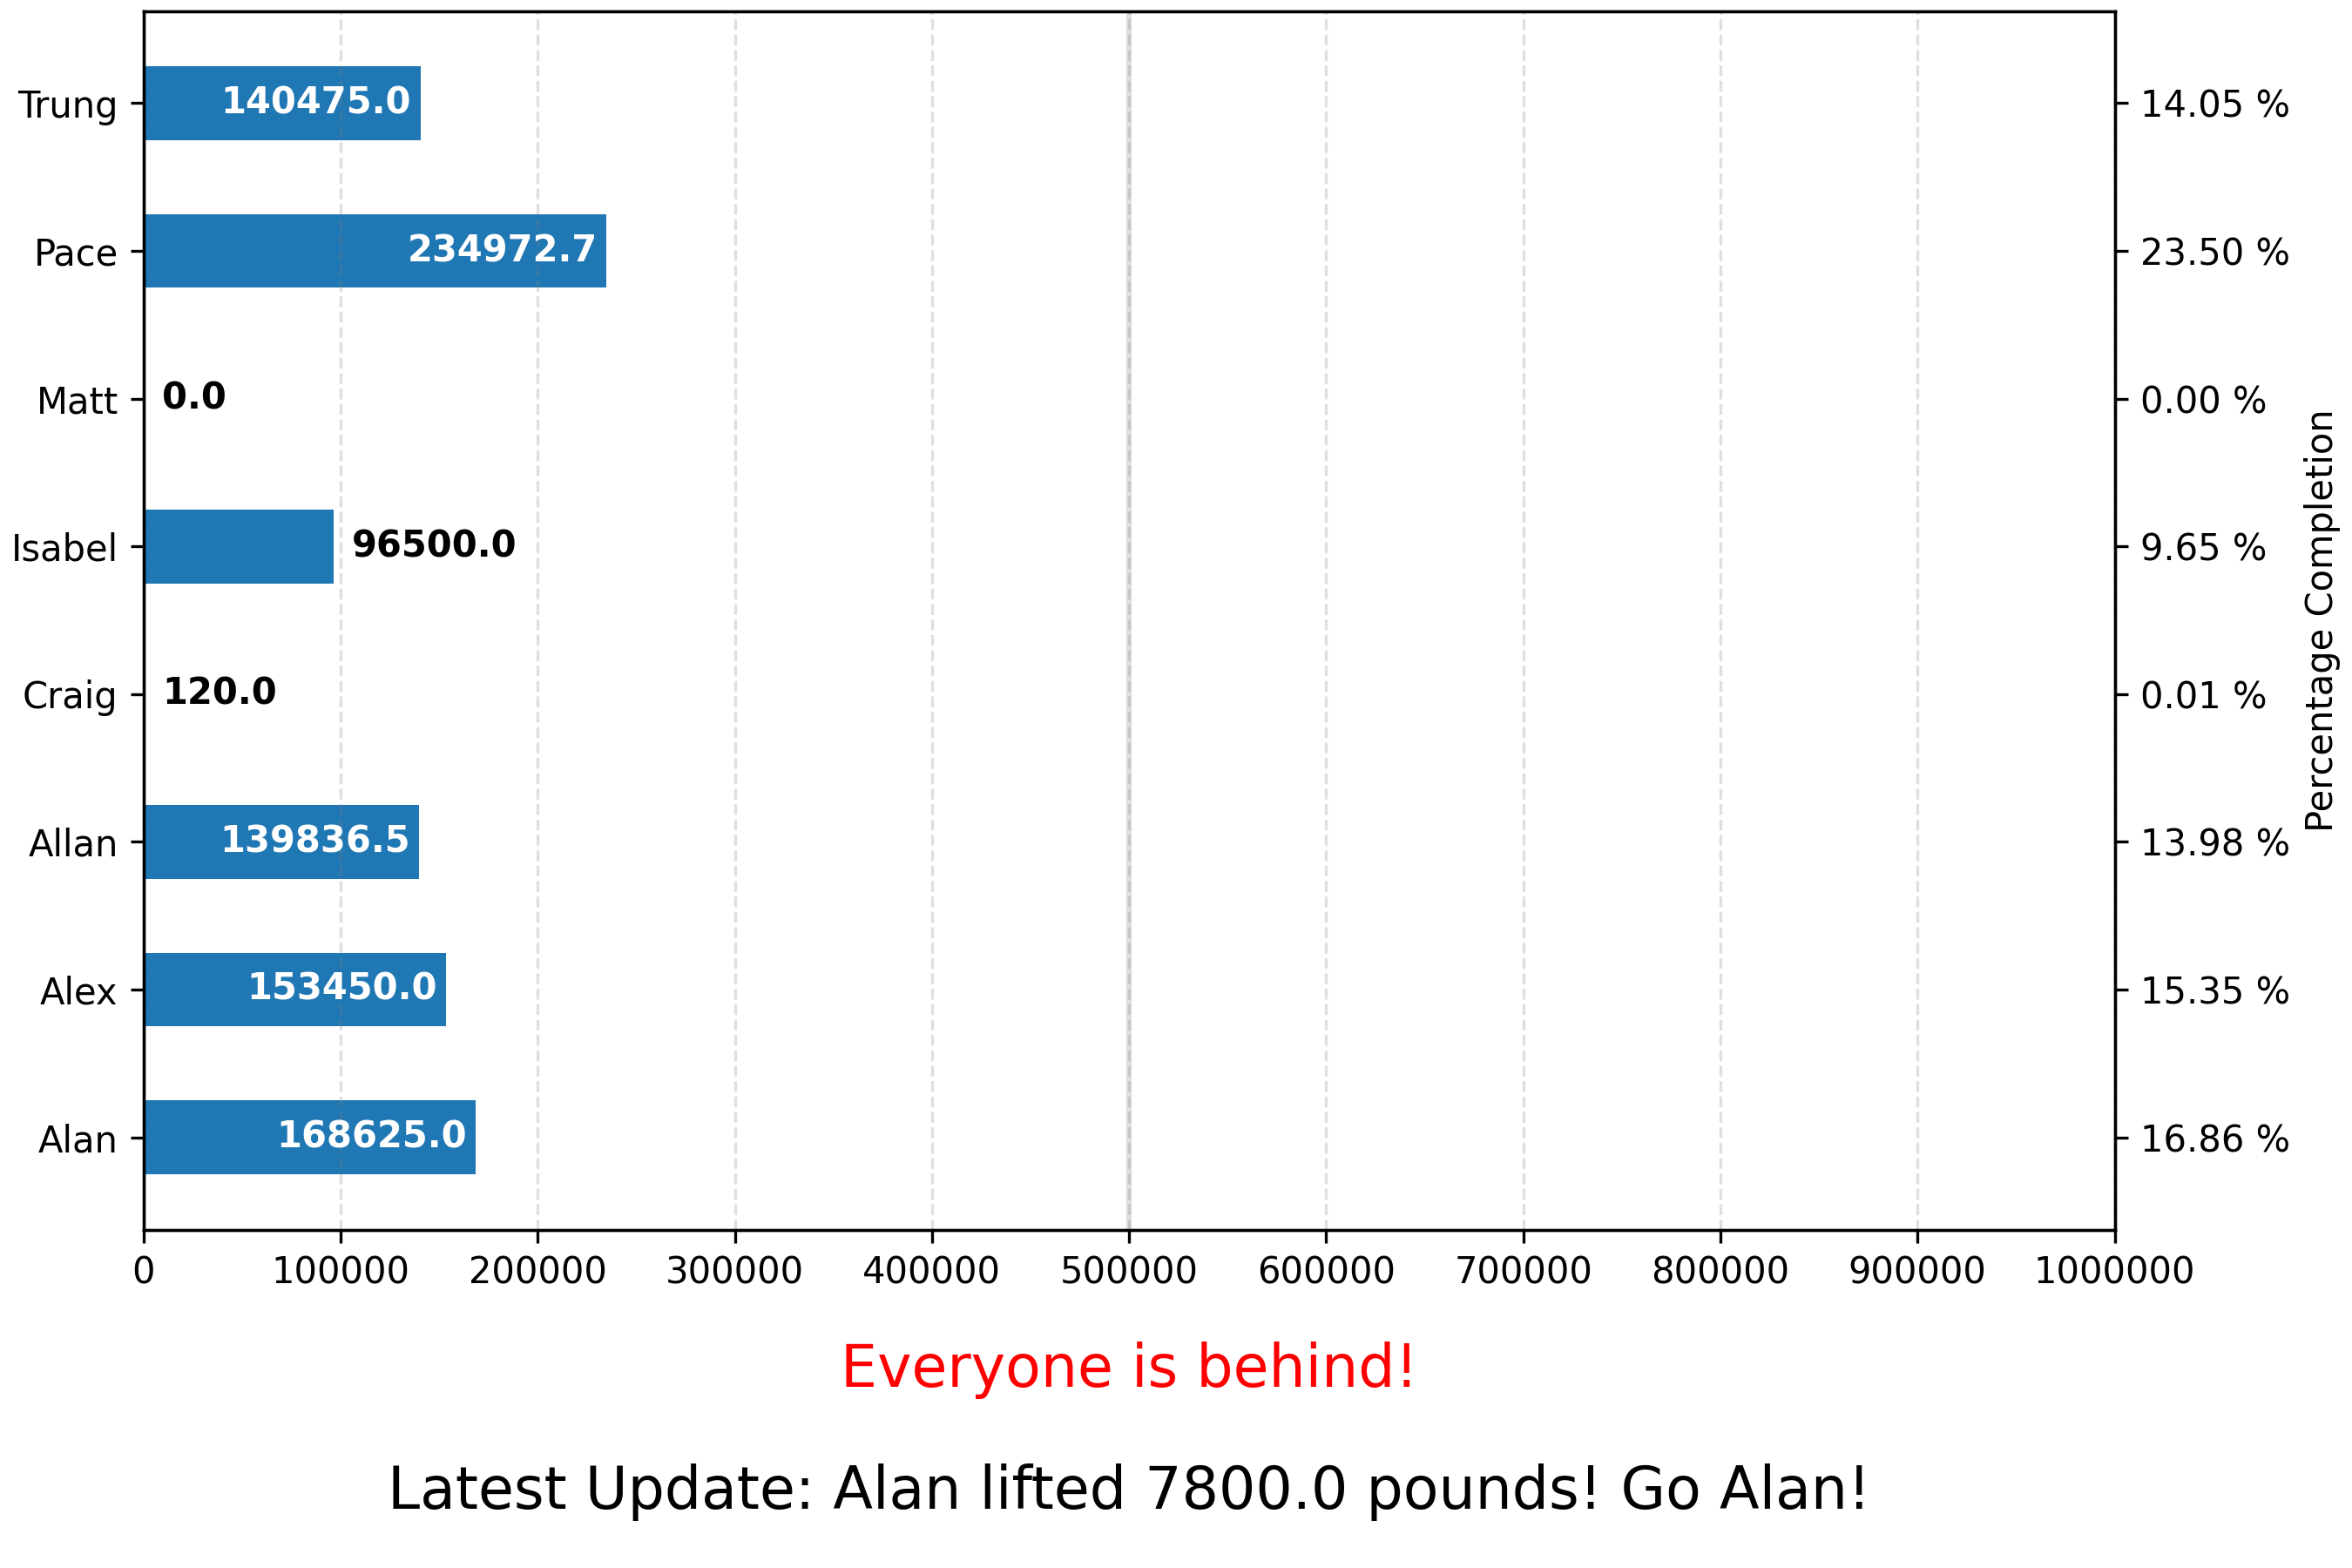 Trung 140475.0 14.05 %
Pace 234972.7 23.50 %
Matt 0.0 0.00 %
Isabel 96500.0 9.65 %
Craig 120.0 0.01 %
Allan 139836.5 13.98 %
Alex 153450.0 15.35 %
Alan 168625.0 16.86 %
Percentage Completion
0 100000 200000 300000 400000 500000 600000 700000 800000 900000 1000000
Everyone is behind!
Latest Update: Alan lifted 7800.0 pounds! Go Alan!